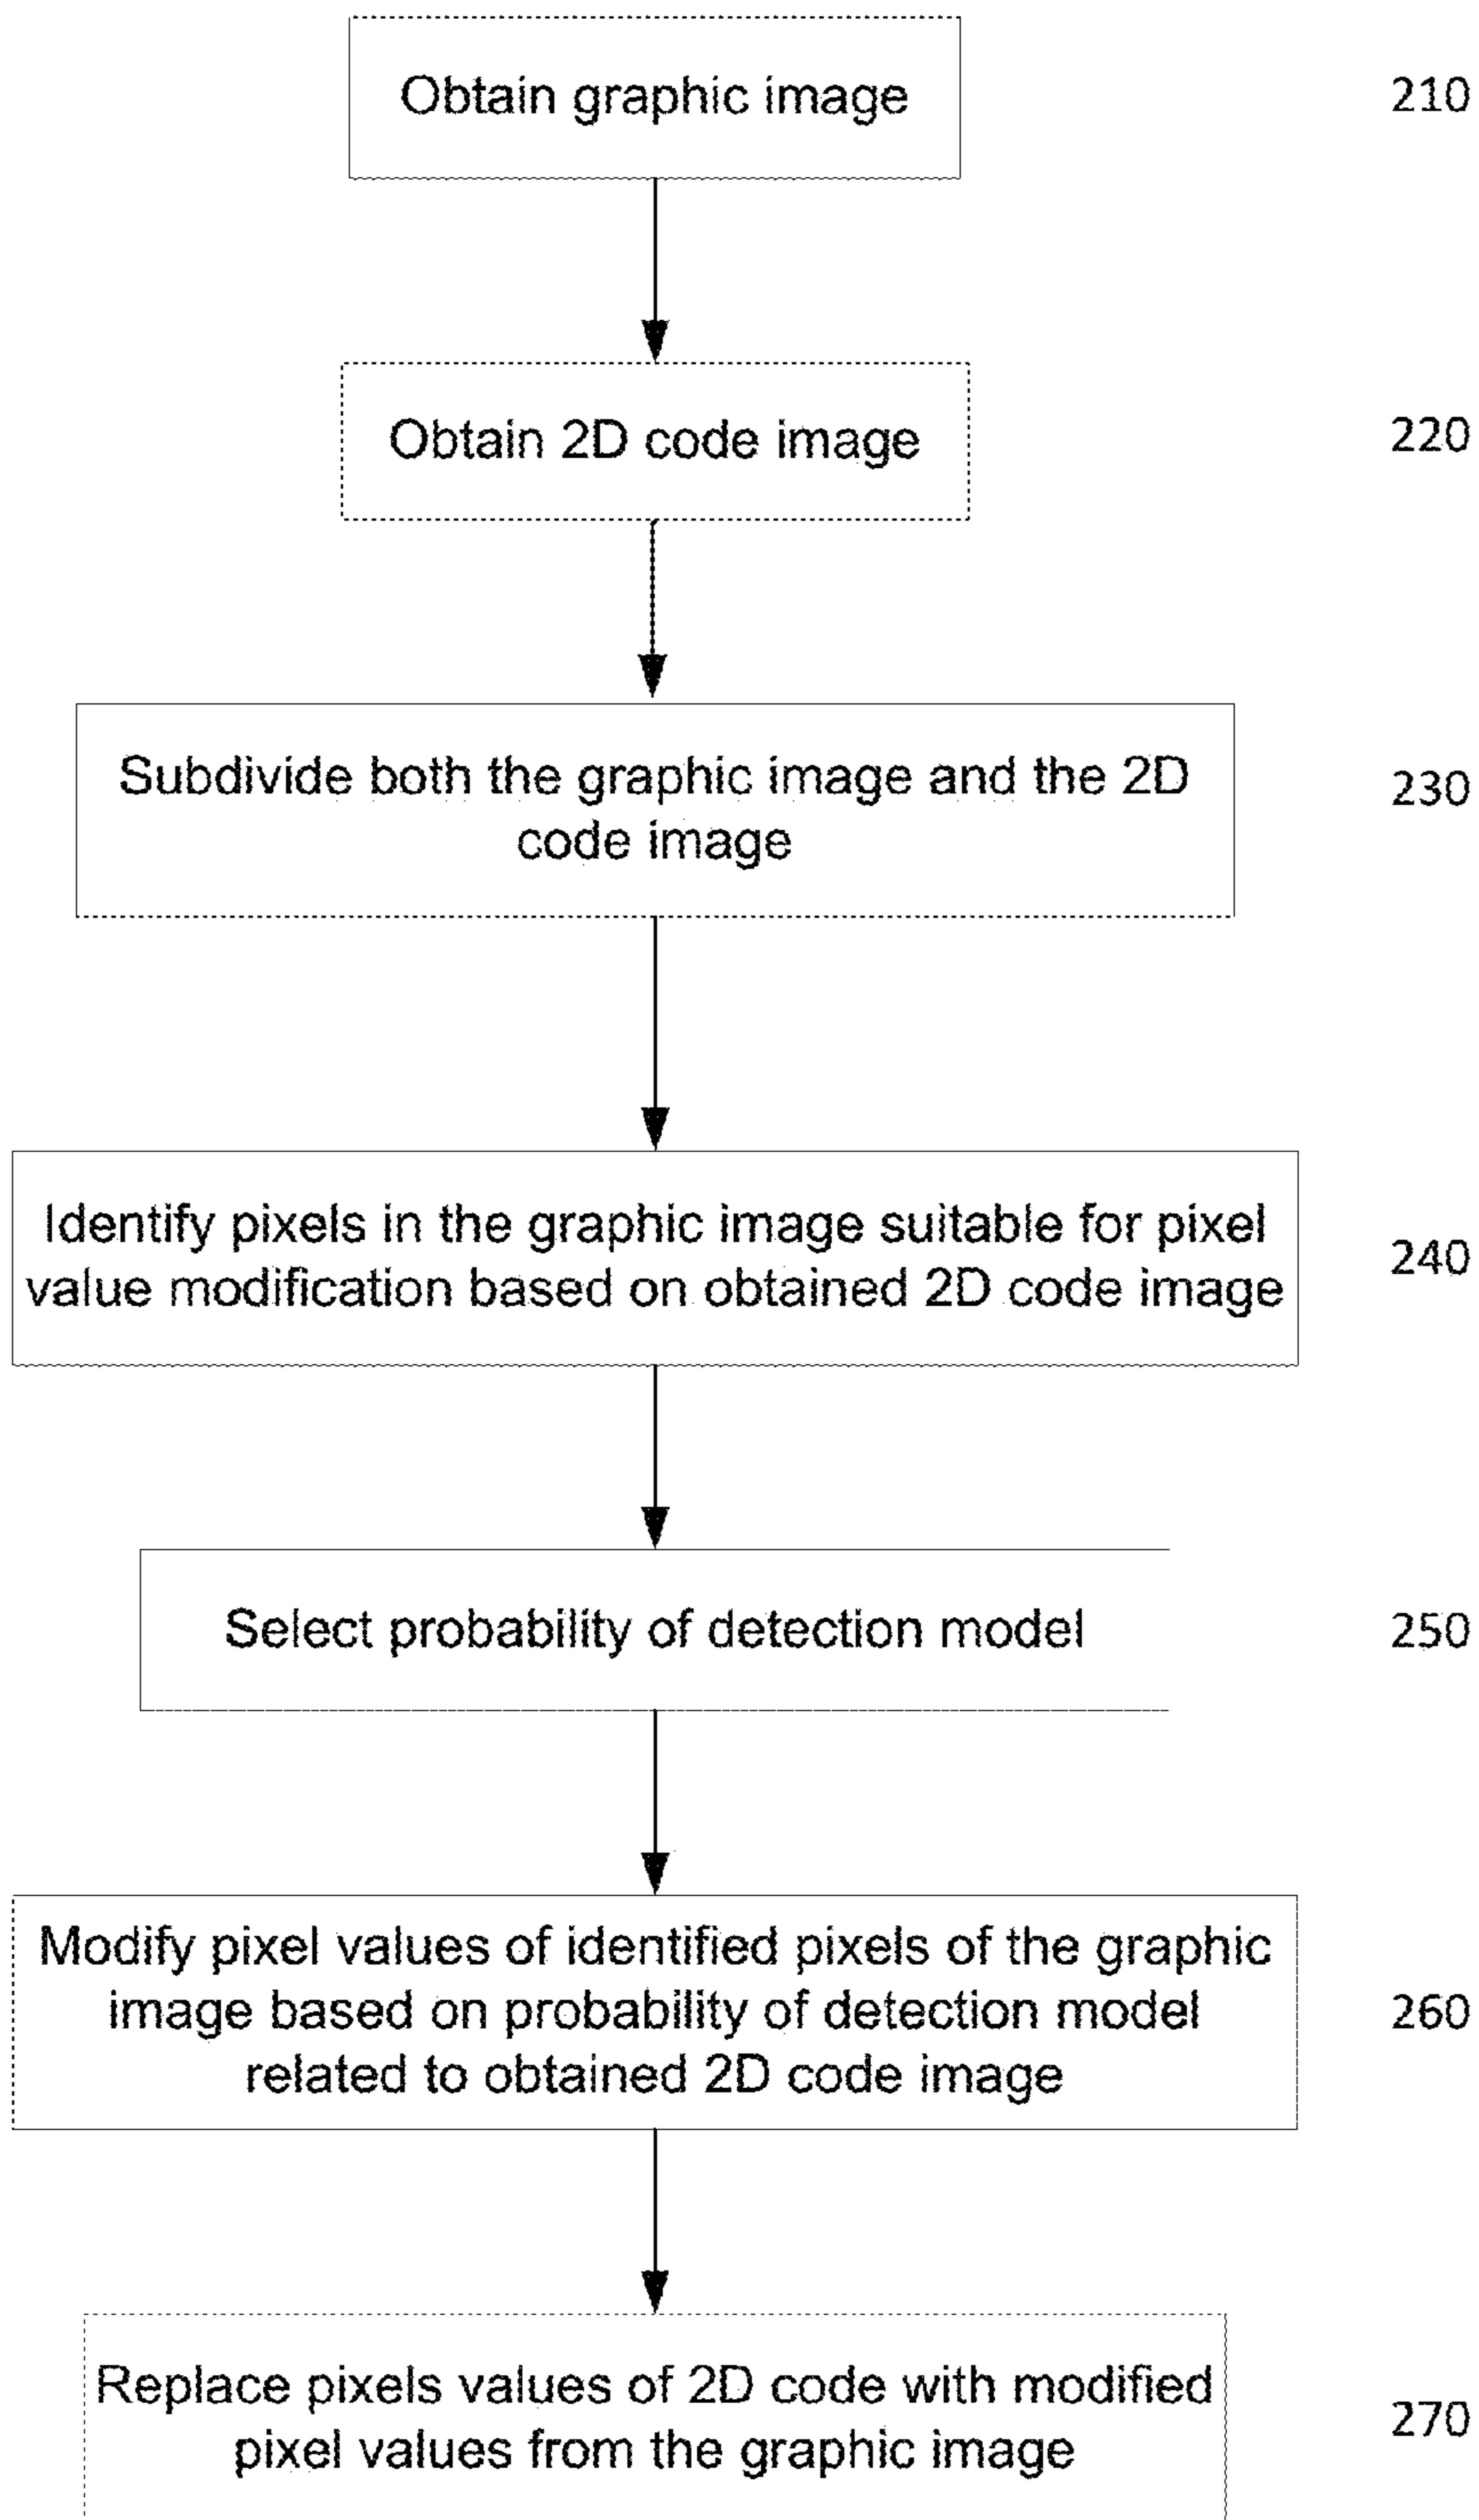 Obtain graphic image
210
Obtain 2D code image
220
Subdivide both the graphic image and the 2D
code image
230
Identify pixels in the graphic image suitable for pixel
value modification based on obtained 2D code image
240
Select probability of detection model
250
Modify pixel values of identified pixels of the graphic
image based on probability of detection model
related to obtained 2D code image
260
Replace pixels values of 2D code with modified
pixel values from the graphic image
270